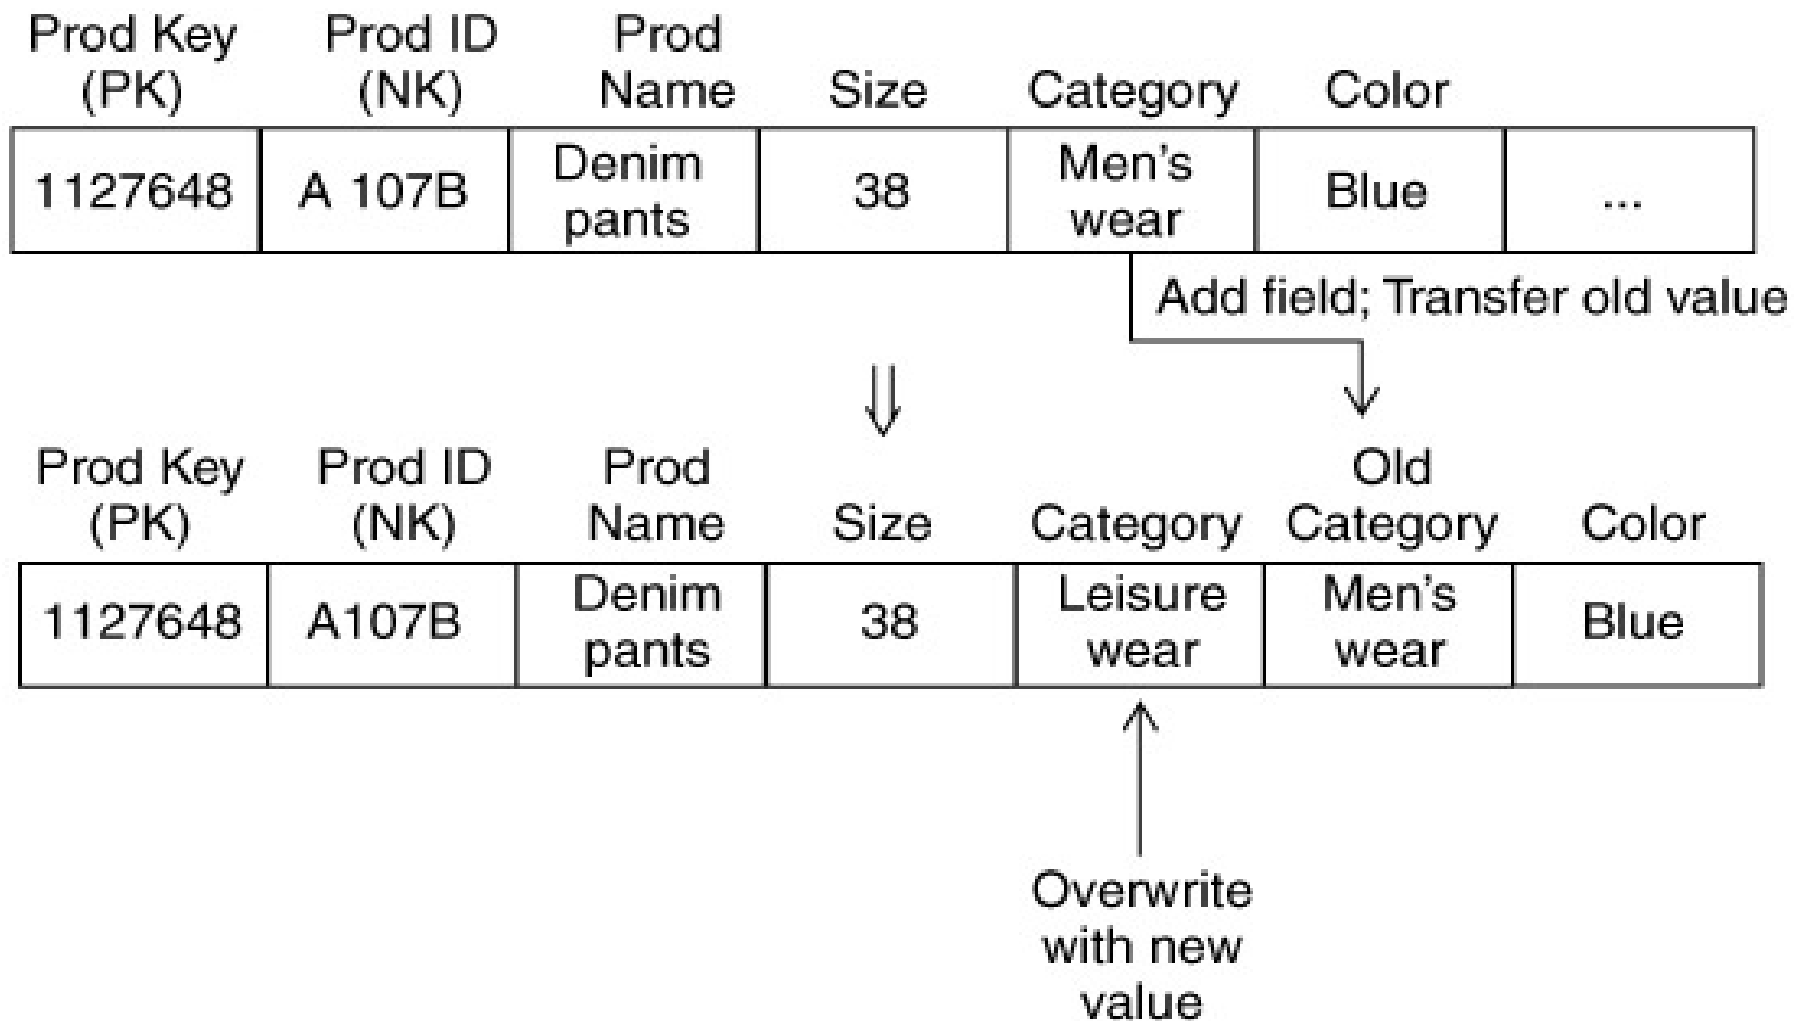 Prod Key Prod ID Prod
(PK) (NK) Name Size Category Color
1127648 A 107B Denim pants 38 Men's wear Blue ...
Add field; Transfer old value
Prod Key Prod ID Prod Old
(PK) (NK) Name Size Category Category Color
1127648 A107B Denim pants 38 Leisure wear Men's wear Blue
Overwrite
with new
value